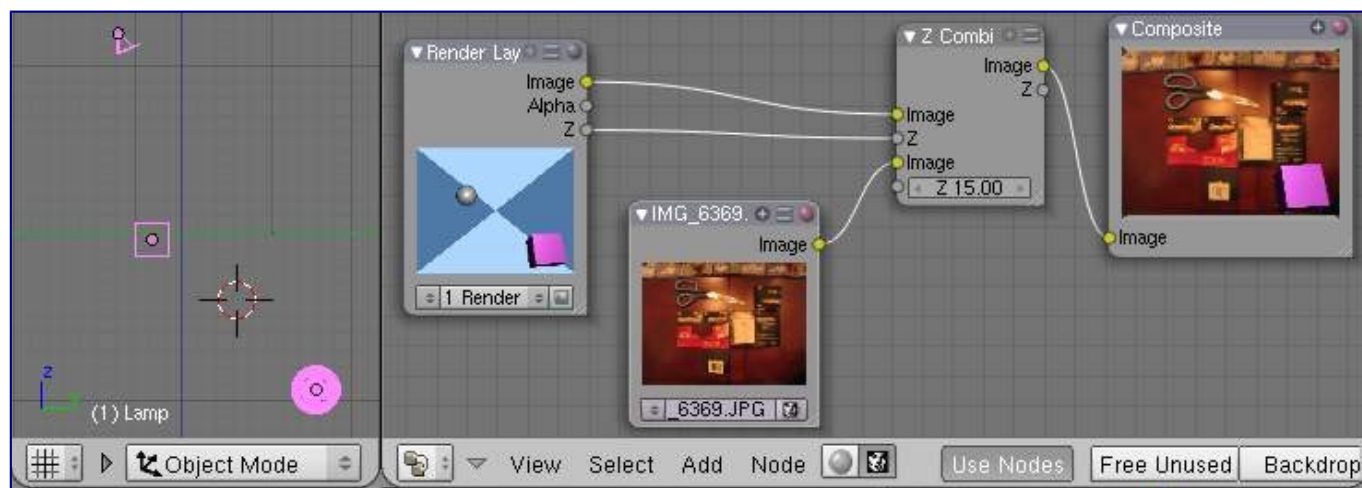 z
y
(1) Lamp
Object Mode
Render Lay
Image
Alpha
Z
1 Render
IMG_6369.
Image
_6369.JPG
Z Combi
Image
Z
Image
Z
Image
Z 15.00
Composite
Image
View Select Add Node Use Nodes Free Unused Backdrop